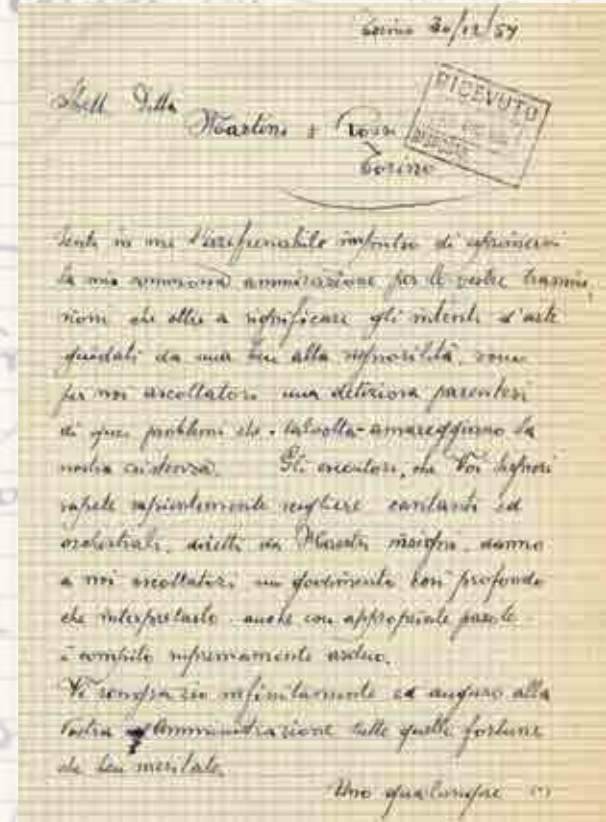 Torino 30/12/54
Spett. Ditta
Martini & Rossi
Torino
RICEVUTO
RISPOSTO
Sento in me l'irrefrenabile impulso di esprimervi
la mia ammirazione per le vostre trasmis,
sioni che oltre a significare gli intenti d'arte
guidati da una ben alta signorilità, sono
per noi ascoltatori una deliziosa parentesi
di quei problemi che - talvolta - amareggiano la
nostra esistenza. Gli esecutori, che Voi Signori
sapete sapientemente scegliere cantanti ed
orchestrali, diretti da Maestri insigni, danno
a noi ascoltatori un godimento così profondo
che interpretarlo anche con appropriate parole
è compito supremamente arduo.
Vi ringrazio infinitamente ed auguro alla
Vostra Amministrazione tutte quelle fortune
che ben meritate.
Uno qualunque